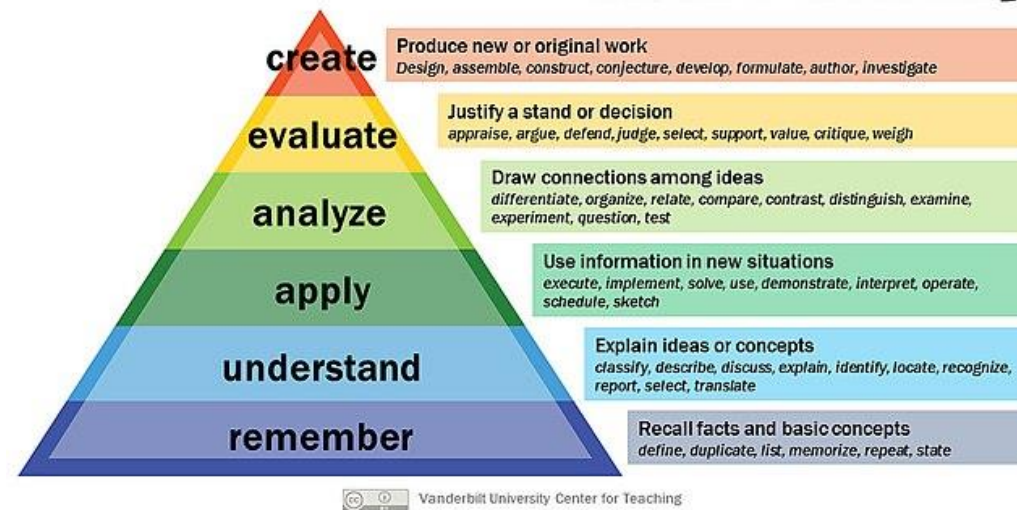 create
Produce new or original work
Design, assemble, construct, conjecture, develop, formulate, author, investigate
evaluate
Justify a stand or decision
appraise, argue, defend, judge, select, support, value, critique, weigh
analyze
Draw connections among ideas
differentiate, organize, relate, compare, contrast, distinguish, examine,
experiment, question, test
apply
Use information in new situations
execute, implement, solve, use, demonstrate, interpret, operate,
schedule, sketch
understand
Explain ideas or concepts
classify, describe, discuss, explain, identify, locate, recognize,
report, select, translate
remember
Recall facts and basic concepts
define, duplicate, list, memorize, repeat, state
cc
Vanderbilt University Center for Teaching